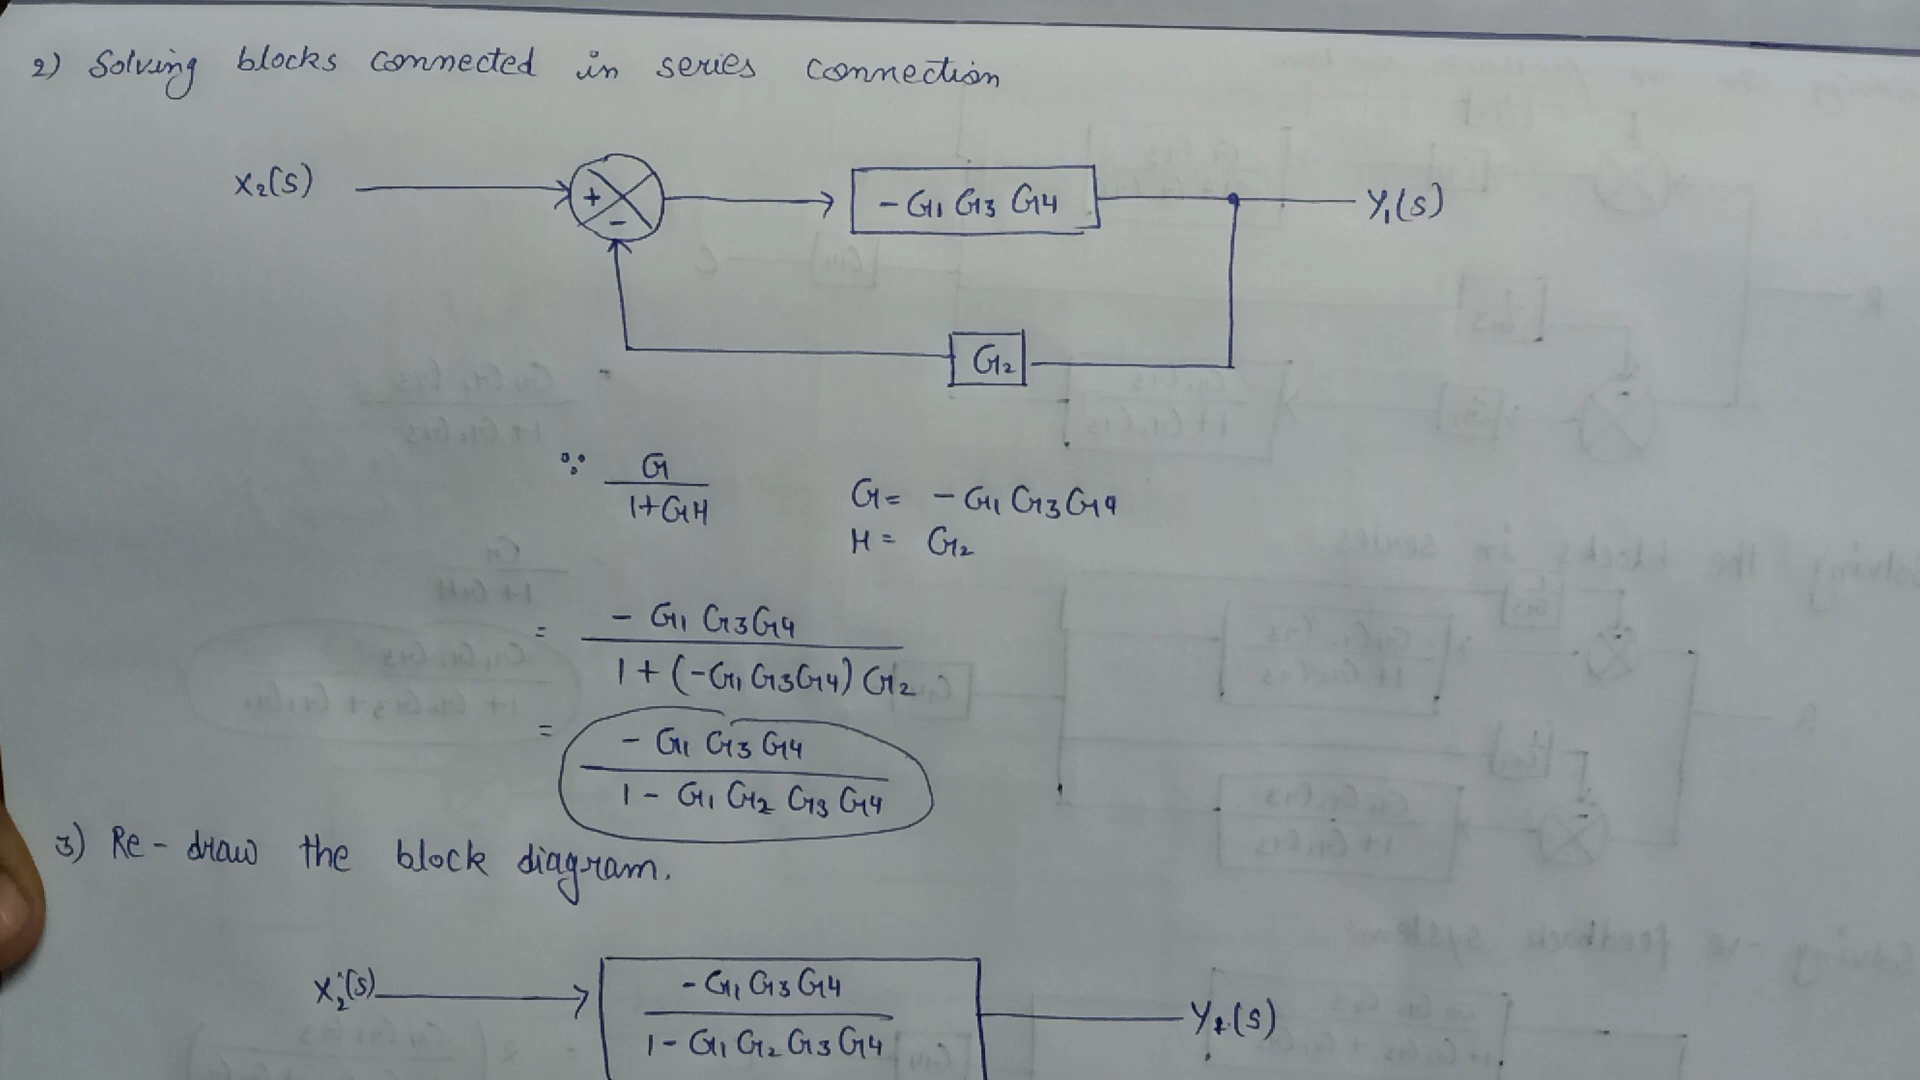 2) Solving blocks connected in series connection
X₂(s) + - -G₁ G₃ G₄ Y₁(s)
G₂
∵ G / 1+GH
G = - G₁ G₃ G₄
H = G₂
= - G₁ G₃ G₄ / 1 + (-G₁ G₃ G₄) G₂
= - G₁ G₃ G₄ / 1 - G₁ G₂ G₃ G₄
3) Re-draw the block diagram.
X₂(s) - G₁ G₃ G₄ / 1 - G₁ G₂ G₃ G₄